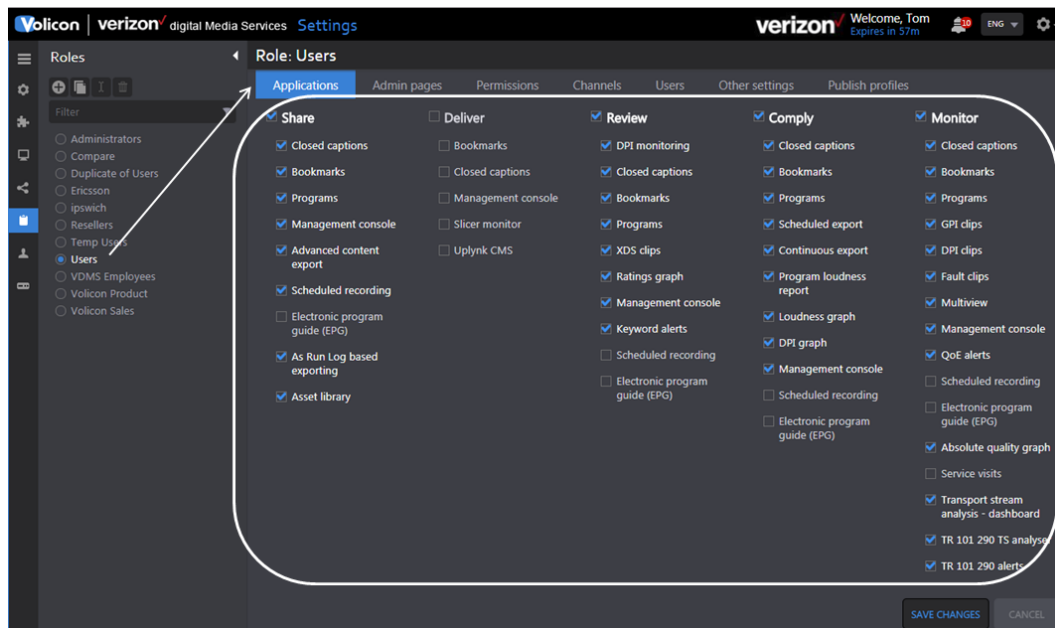 Volicon | verizon✓ digital Media Services Settings
verizon✓
Welcome, Tom
Expires in 57m
10
ENG
Roles
Filter
Administrators
Compare
Duplicate of Users
Ericsson
ipswich
Resellers
Temp Users
Users
VDMS Employees
Volicon Product
Volicon Sales
Role: Users
Applications Admin pages Permissions Channels Users Other settings Publish profiles
Share
Closed captions
Bookmarks
Programs
Management console
Advanced content
export
Scheduled recording
Electronic program
guide (EPG)
As Run Log based
exporting
Asset library
Deliver
Bookmarks
Closed captions
Management console
Slicer monitor
Uplynk CMS
Review
DPI monitoring
Closed captions
Bookmarks
Programs
XDS clips
Ratings graph
Management console
Keyword alerts
Scheduled recording
Electronic program
guide (EPG)
Comply
Closed captions
Bookmarks
Programs
Scheduled export
Continuous export
Program loudness
report
Loudness graph
DPI graph
Management console
Scheduled recording
Electronic program
guide (EPG)
Monitor
Closed captions
Bookmarks
Programs
GPI clips
DPI clips
Fault clips
Multiview
Management console
QoE alerts
Scheduled recording
Electronic program
guide (EPG)
Absolute quality graph
Service visits
Transport stream
analysis - dashboard
TR 101 290 TS analyse
TR 101 290 alerts
SAVE CHANGES
CANCEL